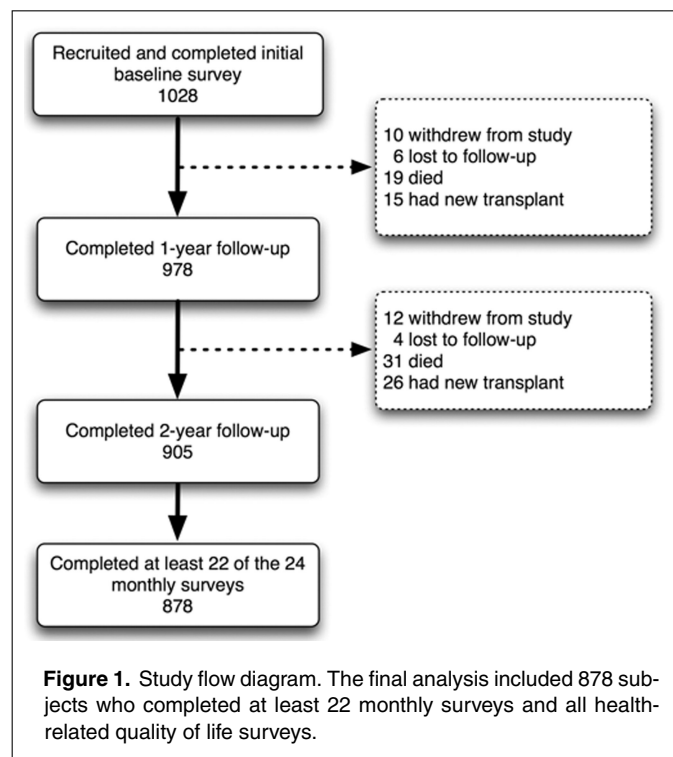 Recruited and completed initial
baseline survey
1028
10 withdrew from study
6 lost to follow-up
19 died
15 had new transplant
Completed 1-year follow-up
978
12 withdrew from study
4 lost to follow-up
31 died
26 had new transplant
Completed 2-year follow-up
905
Completed at least 22 of the 24
monthly surveys
878
Figure 1. Study flow diagram. The final analysis included 878 sub-
jects who completed at least 22 monthly surveys and all health-
related quality of life surveys.